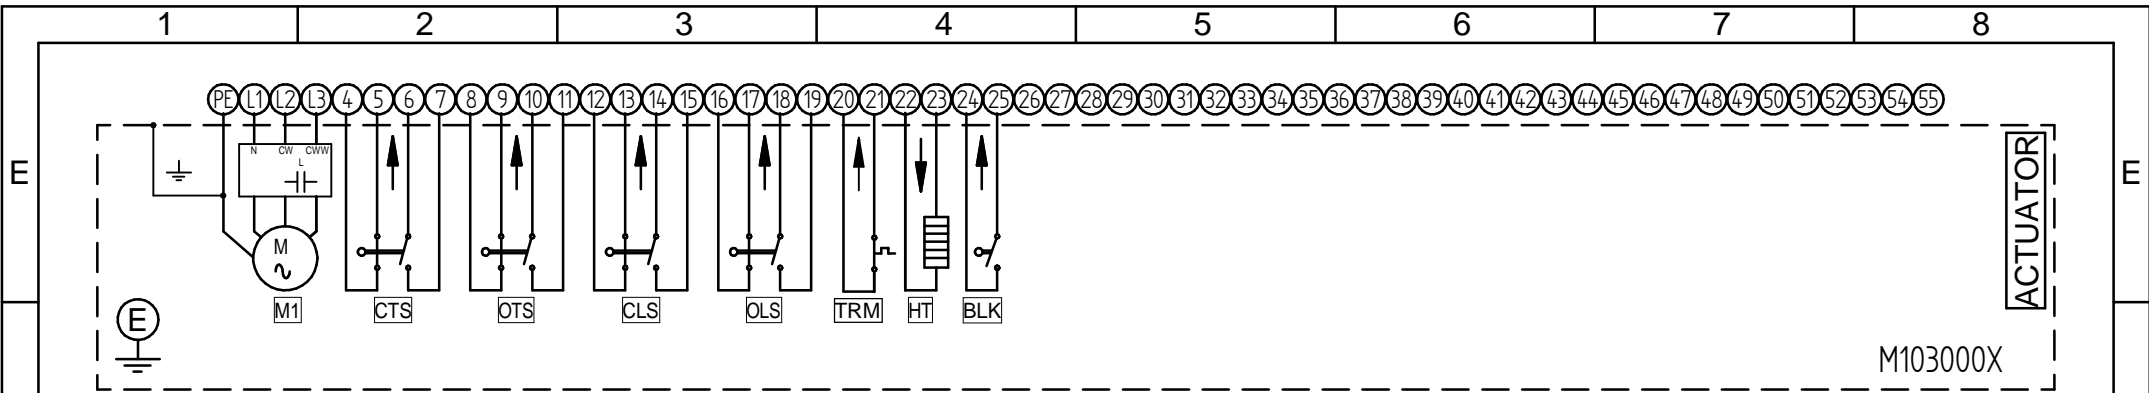 1 2 3 4 5 6 7 8
PE L1 L2 L3 4 5 6 7 8 9 10 11 12 13 14 15 16 17 18 19 20 21 22 23 24 25 26 27 28 29 30 31 32 33 34 35 36 37 38 39 40 41 42 43 44 45 46 47 48 49 50 51 52 53 54 55
N CW CWW
L
E E
ACTUATOR
M
M1 CTS OTS CLS OLS TRM HT BLK
E
M103000X